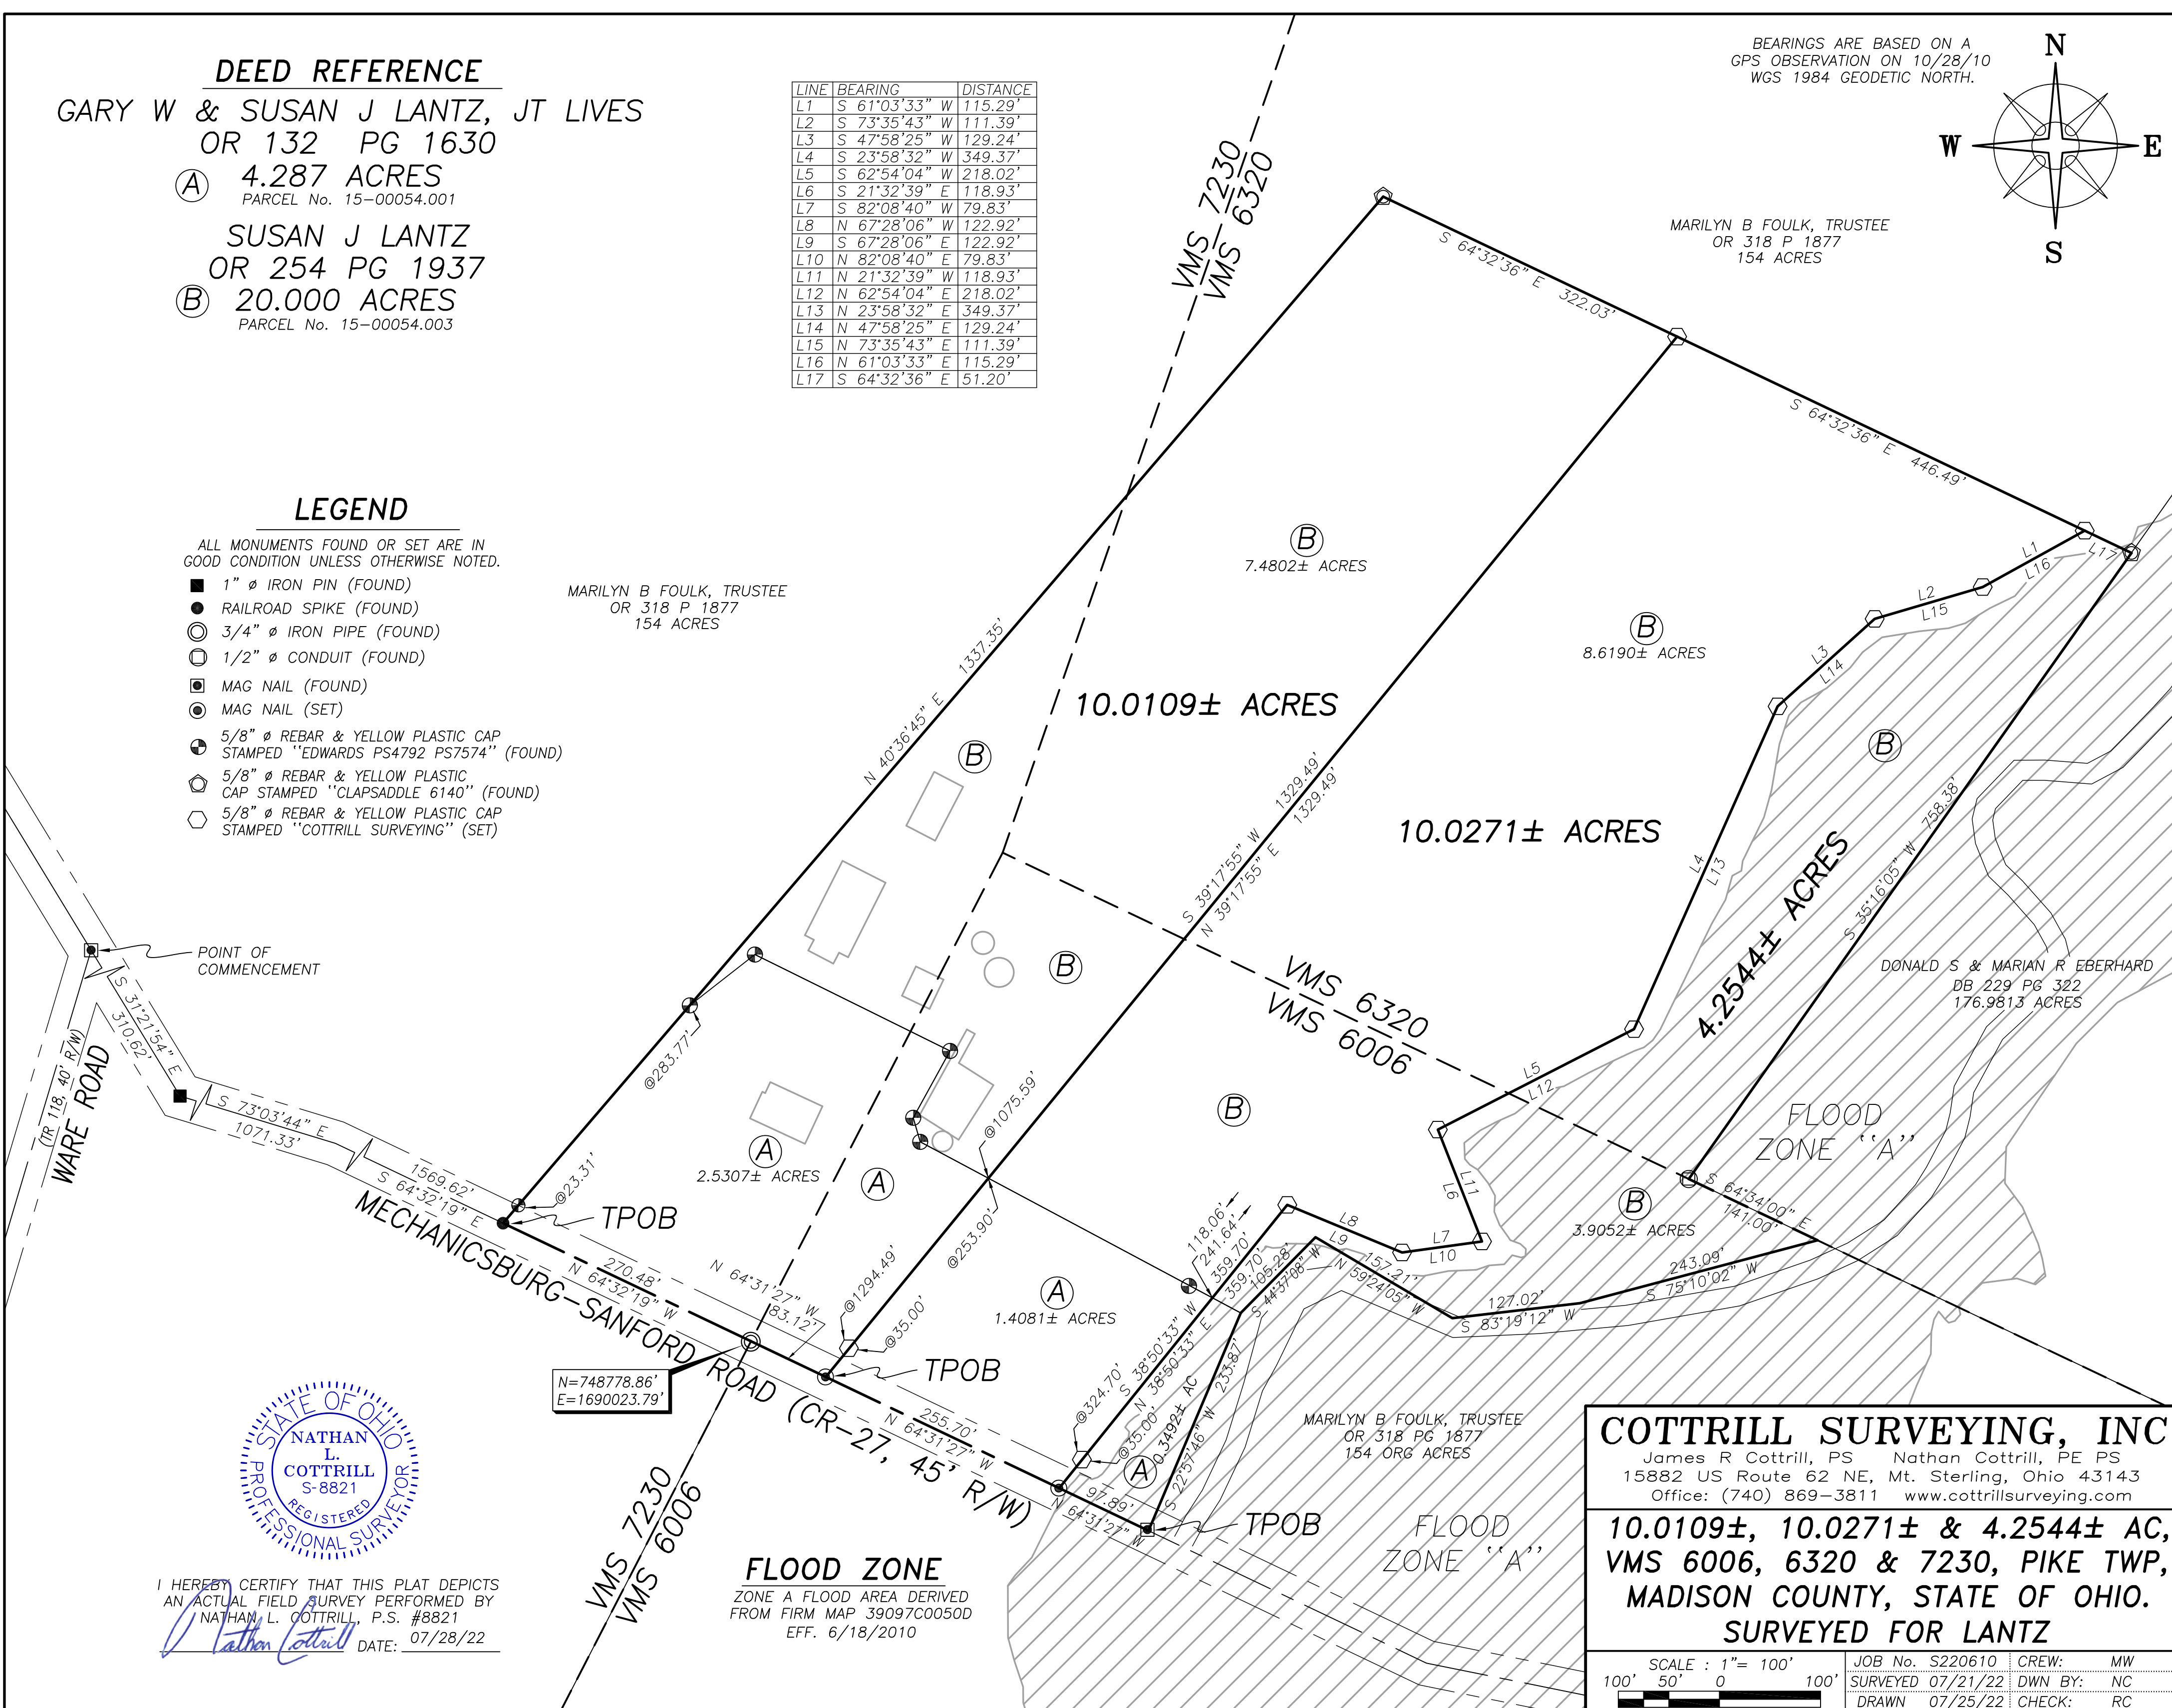 DEED REFERENCE
GARY W & SUSAN J LANTZ, JT LIVES
OR 132 PG 1630
A 4.287 ACRES
PARCEL No. 15-00054.001
SUSAN J LANTZ
OR 254 PG 1937
B 20.000 ACRES
PARCEL No. 15-00054.003
LINE BEARING DISTANCE
L1 S 61°03'33" W 115.29'
L2 S 73°35'43" W 111.39'
L3 S 47°58'25" W 129.24'
L4 S 23°58'32" W 349.37'
L5 S 62°54'04" W 218.02'
L6 S 21°32'39" E 118.93'
L7 S 82°08'40" W 79.83'
L8 N 67°28'06" W 122.92'
L9 S 67°28'06" E 122.92'
L10 N 82°08'40" E 79.83'
L11 N 21°32'39" W 118.93'
L12 N 62°54'04" E 218.02'
L13 N 23°58'32" E 349.37'
L14 N 47°58'25" E 129.24'
L15 N 73°35'43" E 111.39'
L16 N 61°03'33" E 115.29'
L17 S 64°32'36" E 51.20'
BEARINGS ARE BASED ON A
GPS OBSERVATION ON 10/28/10
WGS 1984 GEODETIC NORTH.
N
W E
S
VMS 7230
VMS 6320
MARILYN B FOULK, TRUSTEE
OR 318 P 1877
154 ACRES
S 64°32'36" E 322.03'
S 64°32'36" E 446.49'
LEGEND
ALL MONUMENTS FOUND OR SET ARE IN
GOOD CONDITION UNLESS OTHERWISE NOTED.
1" ø IRON PIN (FOUND)
RAILROAD SPIKE (FOUND)
3/4" ø IRON PIPE (FOUND)
1/2" ø CONDUIT (FOUND)
MAG NAIL (FOUND)
MAG NAIL (SET)
5/8" ø REBAR & YELLOW PLASTIC CAP
STAMPED "EDWARDS PS4792 PS7574" (FOUND)
5/8" ø REBAR & YELLOW PLASTIC
CAP STAMPED "CLAPSADDLE 6140" (FOUND)
5/8" ø REBAR & YELLOW PLASTIC CAP
STAMPED "COTTRILL SURVEYING" (SET)
MARILYN B FOULK, TRUSTEE
OR 318 P 1877
154 ACRES
N 40°36'45" E 1337.35'
B
7.4802± ACRES
B
8.6190± ACRES
L1
L16
L17
L2
L15
L3
L14
L4
L13
B
10.0109± ACRES
B
10.0271± ACRES
S 39°17'55" W 1329.49'
N 39°17'55" E 1329.49'
4.2544± ACRES
S 35°16'05" W 758.38'
DONALD S & MARIAN R EBERHARD
DB 229 PG 322
176.9813 ACRES
B
VMS 6320
VMS 6006
B
L5
L12
L6
L11
L7
L10
L8
L9
FLOOD
ZONE "A"
S 64°34'00" E
141.00'
B
3.9052± ACRES
243.09'
S 75°10'02" W
127.02'
S 83°19'12" W
157.21'
N 59°24'05" W
105.28'
S 44°37'08" W
POINT OF
COMMENCEMENT
S 31°21'54" E
310.62'
WARE ROAD
(TR 118, 40' R/W)
S 73°03'44" E
1071.33'
1569.62'
S 64°32'19" E
@23.31'
@283.77'
TPOB
A
2.5307± ACRES
A
@1075.59'
@253.90'
118.06'
241.64'
359.70'
359.70'
S 38°50'33" W
N 38°50'33" E
270.48'
N 64°32'19" W
N 64°31'27" W
83.12'
@1294.49'
@35.00'
A
1.4081± ACRES
TPOB
MECHANICSBURG-SANFORD ROAD (CR-27, 45' R/W)
N=748778.86'
E=1690023.79'
255.70'
N 64°31'27" W
@324.70'
@35.00'
0.3492± AC
A
233.87'
S 22°57'46" W
97.89'
N 64°31'27" W
TPOB
MARILYN B FOULK, TRUSTEE
OR 318 PG 1877
154 ORG ACRES
FLOOD
ZONE "A"
VMS 7230
VMS 6006
STATE OF OHIO
NATHAN
L.
COTTRILL
S-8821
REGISTERED
PROFESSIONAL SURVEYOR
I HEREBY CERTIFY THAT THIS PLAT DEPICTS
AN ACTUAL FIELD SURVEY PERFORMED BY
NATHAN L. COTTRILL, P.S. #8821
Nathan Cottrill DATE: 07/28/22
FLOOD ZONE
ZONE A FLOOD AREA DERIVED
FROM FIRM MAP 39097C0050D
EFF. 6/18/2010
COTTRILL SURVEYING, INC
James R Cottrill, PS Nathan Cottrill, PE PS
15882 US Route 62 NE, Mt. Sterling, Ohio 43143
Office: (740) 869-3811 www.cottrillsurveying.com
10.0109±, 10.0271± & 4.2544± AC,
VMS 6006, 6320 & 7230, PIKE TWP,
MADISON COUNTY, STATE OF OHIO.
SURVEYED FOR LANTZ
SCALE : 1"= 100'
100' 50' 0 100'
JOB No. S220610 CREW: MW
SURVEYED 07/21/22 DWN BY: NC
DRAWN 07/25/22 CHECK: RC